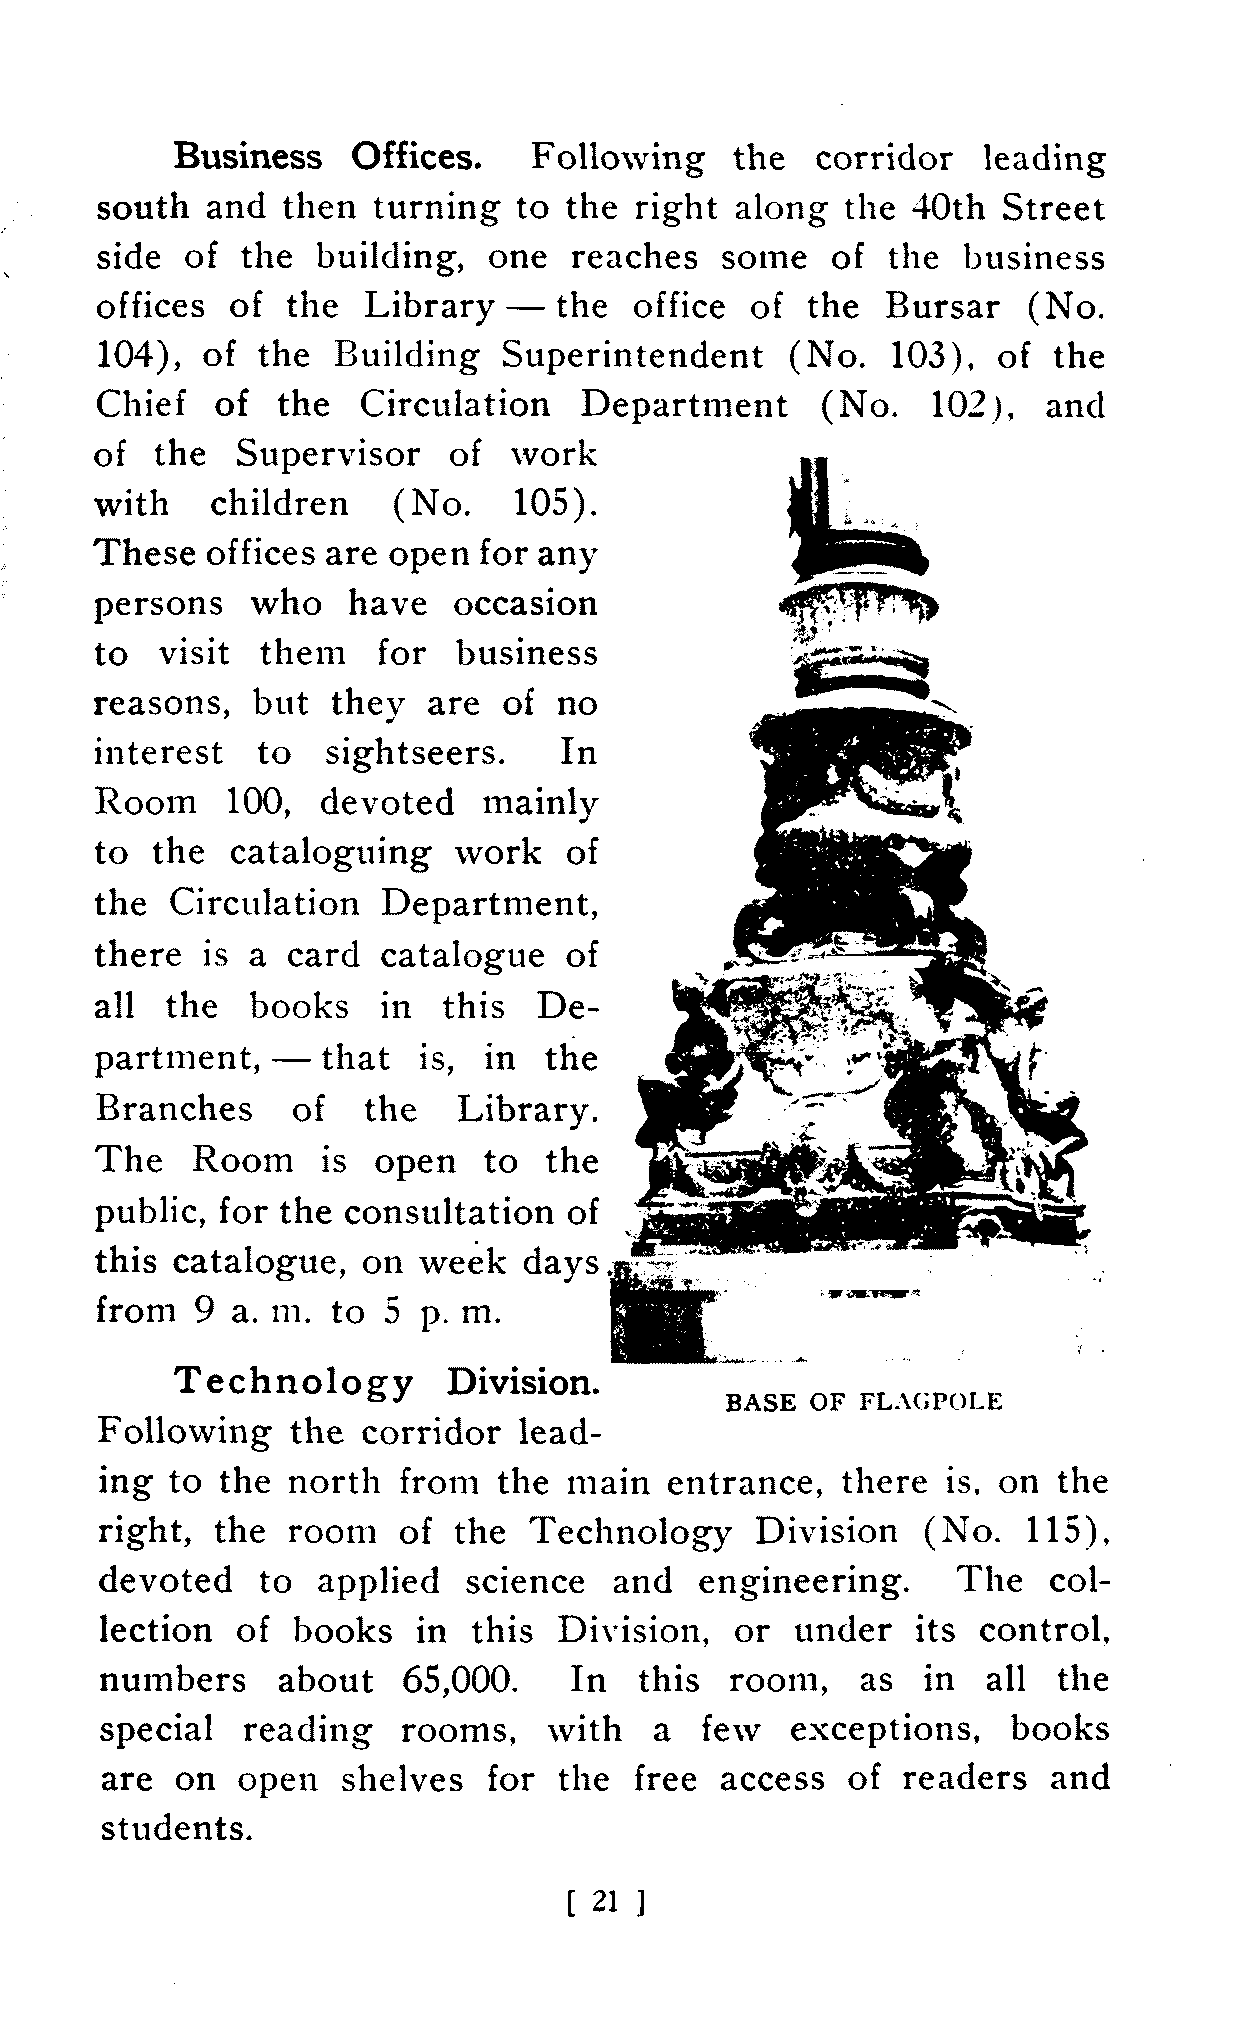 Business Offices. Following the corridor leading
south and then turning to the right along the 40th Street
side of the building, one reaches some of the business
offices of the Library — the office of the Bursar (No.
104), of the Building Superintendent (No. 103), of the
Chief of the Circulation Department (No. 102), and
of the Supervisor of work
with children (No. 105).
These offices are open for any
persons who have occasion
to visit them for business
reasons, but they are of no
interest to sightseers. In
Room 100, devoted mainly
to the cataloguing work of
the Circulation Department,
there is a card catalogue of
all the books in this De-
partment, — that is, in the
Branches of the Library.
The Room is open to the
public, for the consultation of
this catalogue, on week days
from 9 a. m. to 5 p. m.
BASE OF FLAGPOLE
Technology Division.
Following the corridor lead-
ing to the north from the main entrance, there is, on the
right, the room of the Technology Division (No. 115),
devoted to applied science and engineering. The col-
lection of books in this Division, or under its control,
numbers about 65,000. In this room, as in all the
special reading rooms, with a few exceptions, books
are on open shelves for the free access of readers and
students.
[ 21 ]